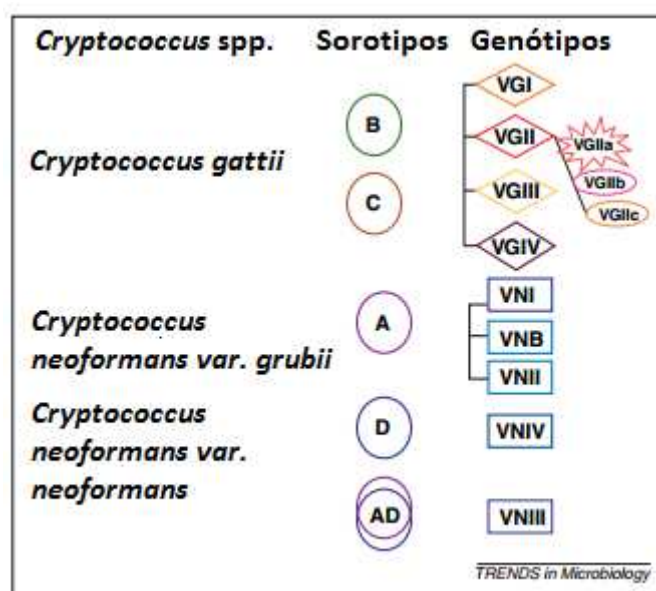 Cryptococcus spp. Sorotipos Genótipos
VGI
B
VGII
VGIIa
VGIIb
Cryptococcus gattii
C
VGIII
VGIIc
VGIV
VNI
Cryptococcus
neoformans var. grubii
A
VNB
VNII
Cryptococcus
neoformans var.
neoformans
D
VNIV
AD
VNIII
TRENDS in Microbiology